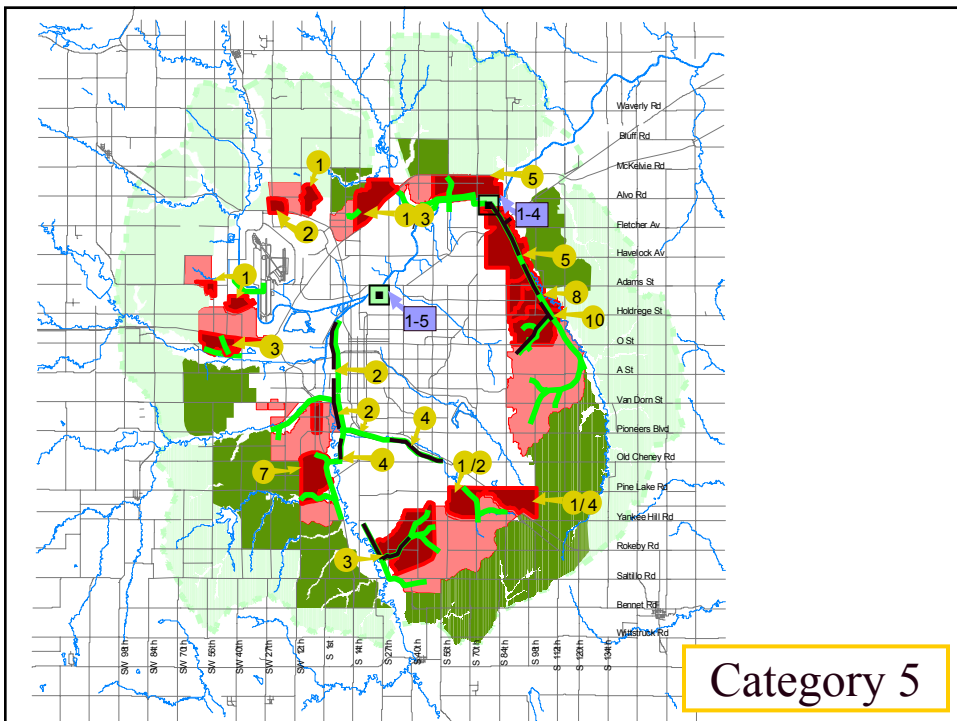 Waverly Rd
Bluff Rd
McKelvie Rd
Alvo Rd
Fletcher Av
Havelock Av
Adams St
Holdrege St
O St
A St
Van Dorn St
Pioneers Blvd
Old Cheney Rd
Pine Lake Rd
Yankee Hill Rd
Rokeby Rd
Saltillo Rd
Bennet Rd
Wittstruck Rd
1
5
2
1, 3
1-4
1
5
8
10
1-5
3
2
2
4
4
7
1 /2
1/ 4
3
SW 98th
SW 84th
SW 70th
SW 56th
SW 40th
SW 27th
SW 12th
S 1st
S 14th
S 27th
S 40th
S 56th
S 70th
S 84th
S 98th
S 112th
S 120th
S 134th
Category 5